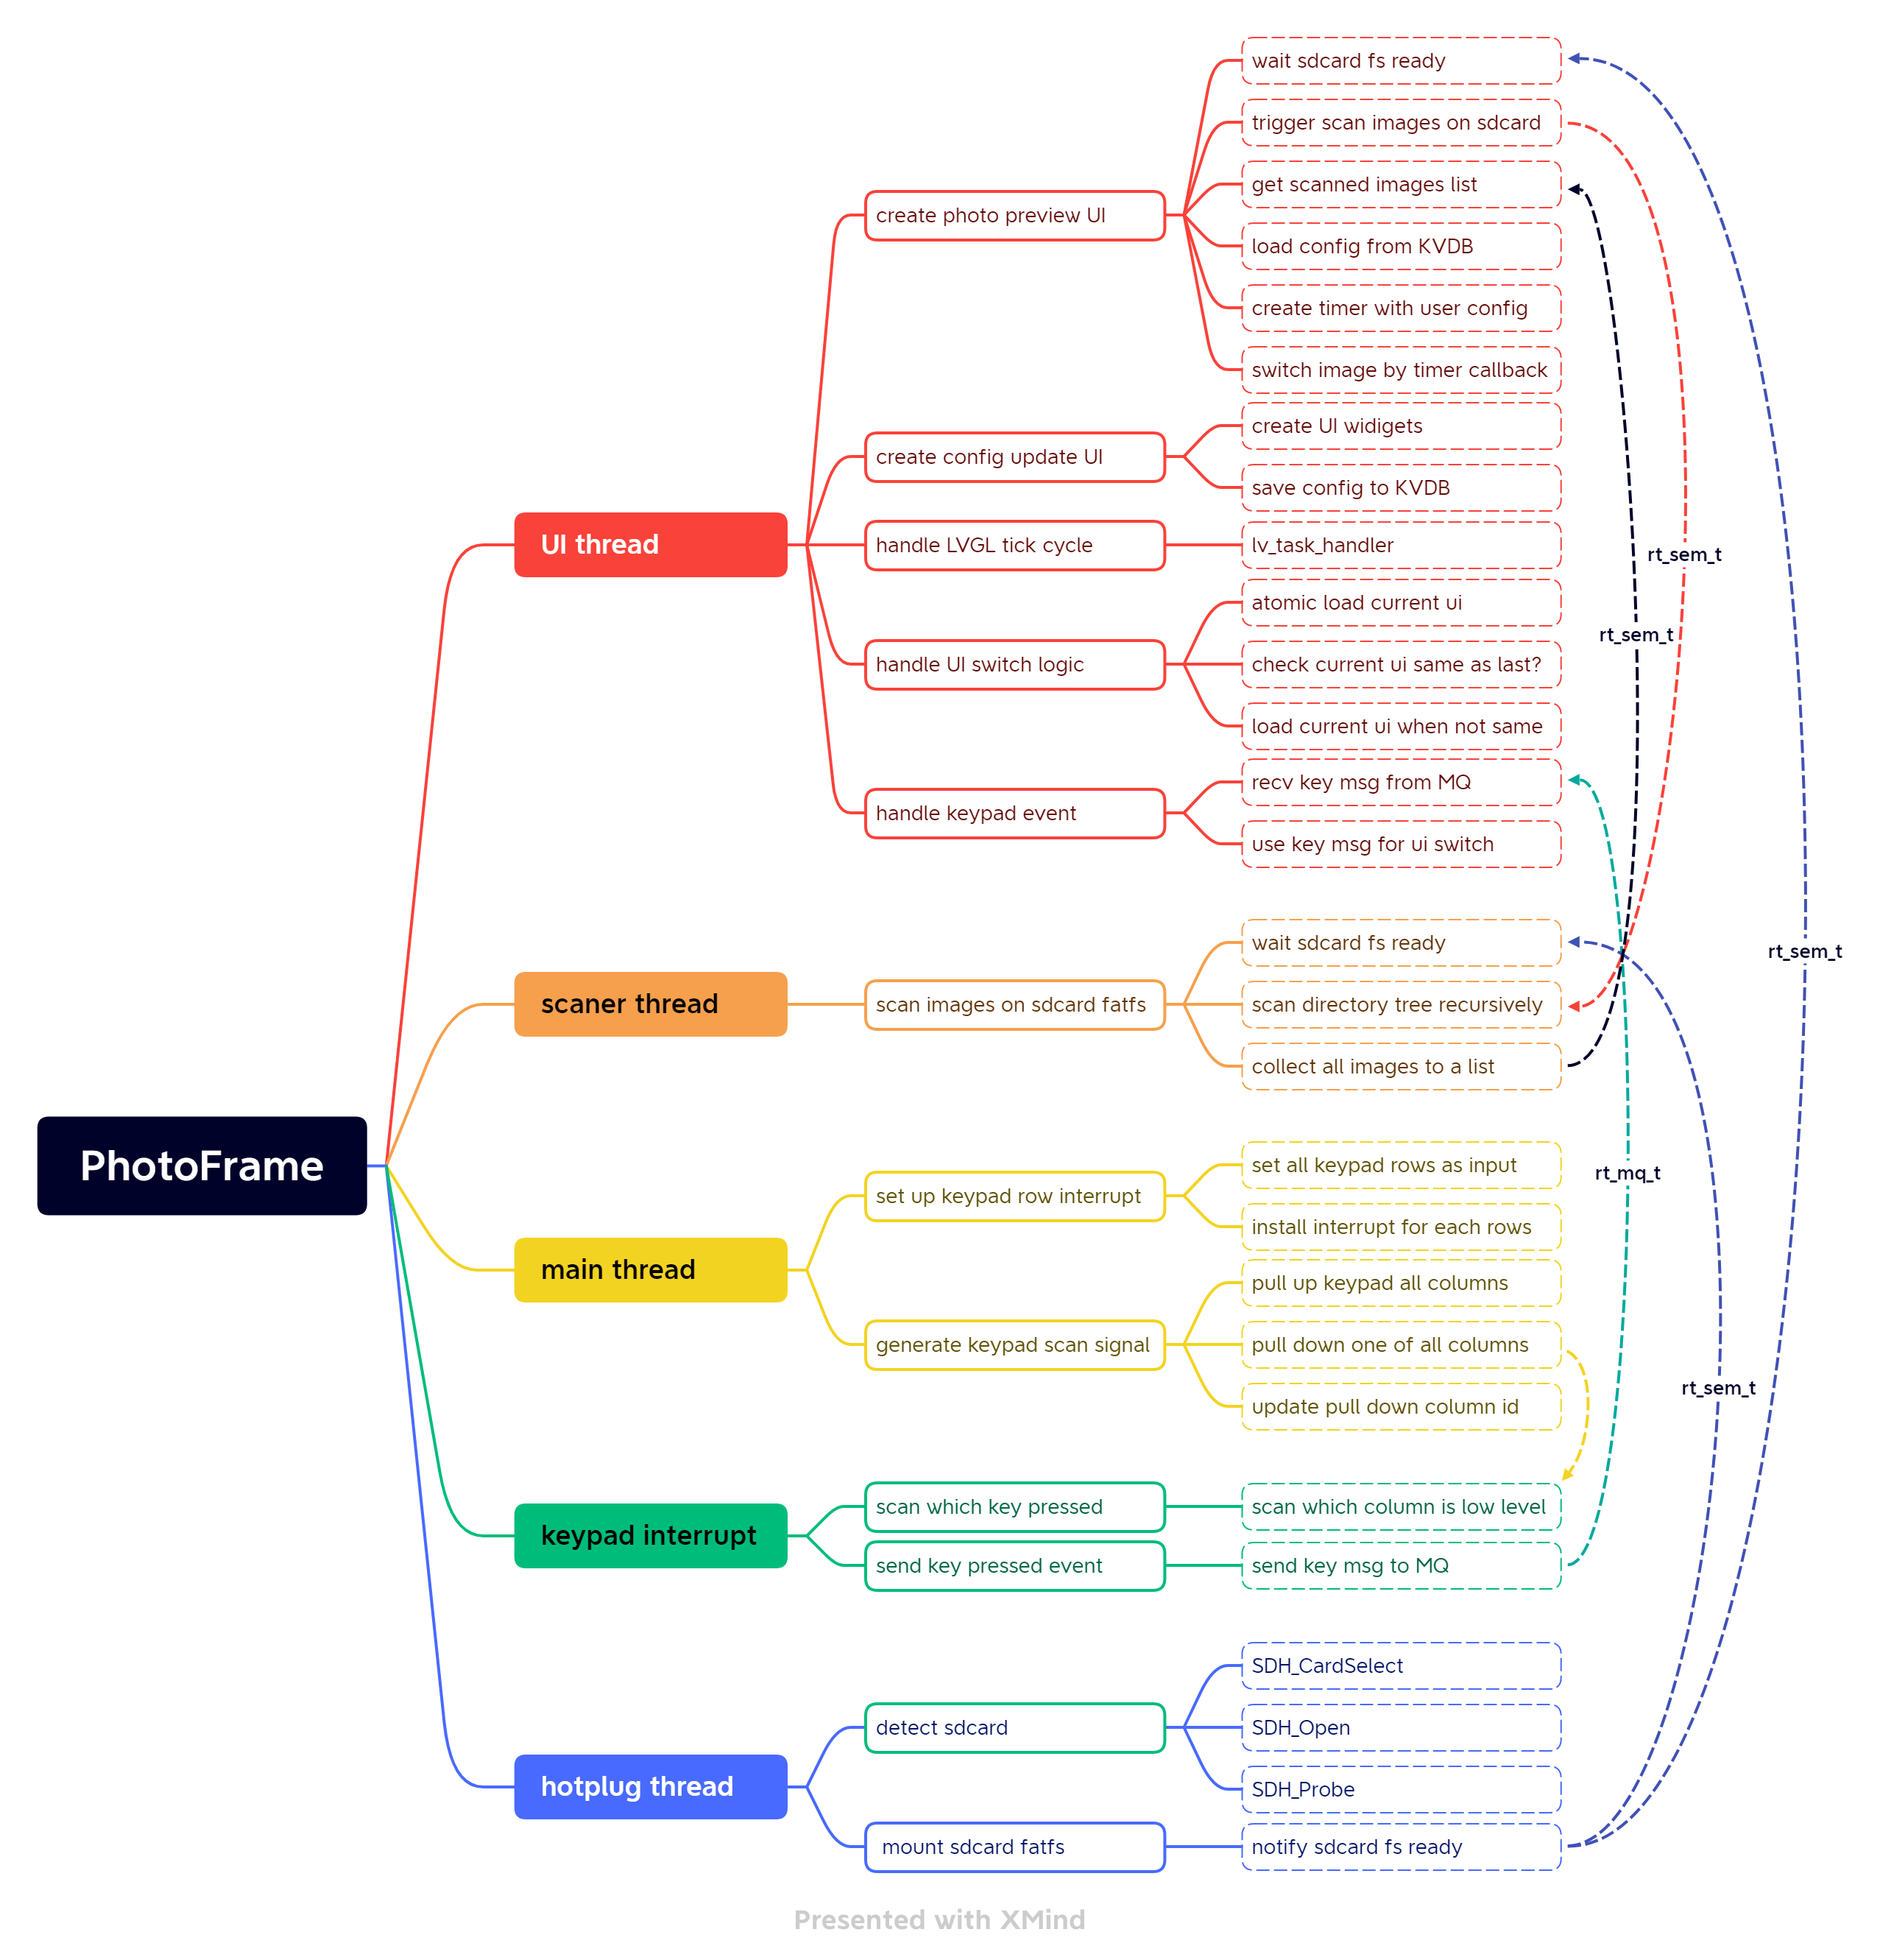 PhotoFrame
UI thread
create photo preview UI
wait sdcard fs ready
trigger scan images on sdcard
get scanned images list
load config from KVDB
create timer with user config
switch image by timer callback
create config update UI
create UI widigets
save config to KVDB
handle LVGL tick cycle
lv_task_handler
handle UI switch logic
atomic load current ui
check current ui same as last?
load current ui when not same
handle keypad event
recv key msg from MQ
use key msg for ui switch
scaner thread
scan images on sdcard fatfs
wait sdcard fs ready
scan directory tree recursively
collect all images to a list
main thread
set up keypad row interrupt
set all keypad rows as input
install interrupt for each rows
generate keypad scan signal
pull up keypad all columns
pull down one of all columns
update pull down column id
keypad interrupt
scan which key pressed
scan which column is low level
send key pressed event
send key msg to MQ
hotplug thread
detect sdcard
SDH_CardSelect
SDH_Open
SDH_Probe
mount sdcard fatfs
notify sdcard fs ready
rt_sem_t
rt_sem_t
rt_sem_t
rt_mq_t
rt_sem_t
Presented with XMind